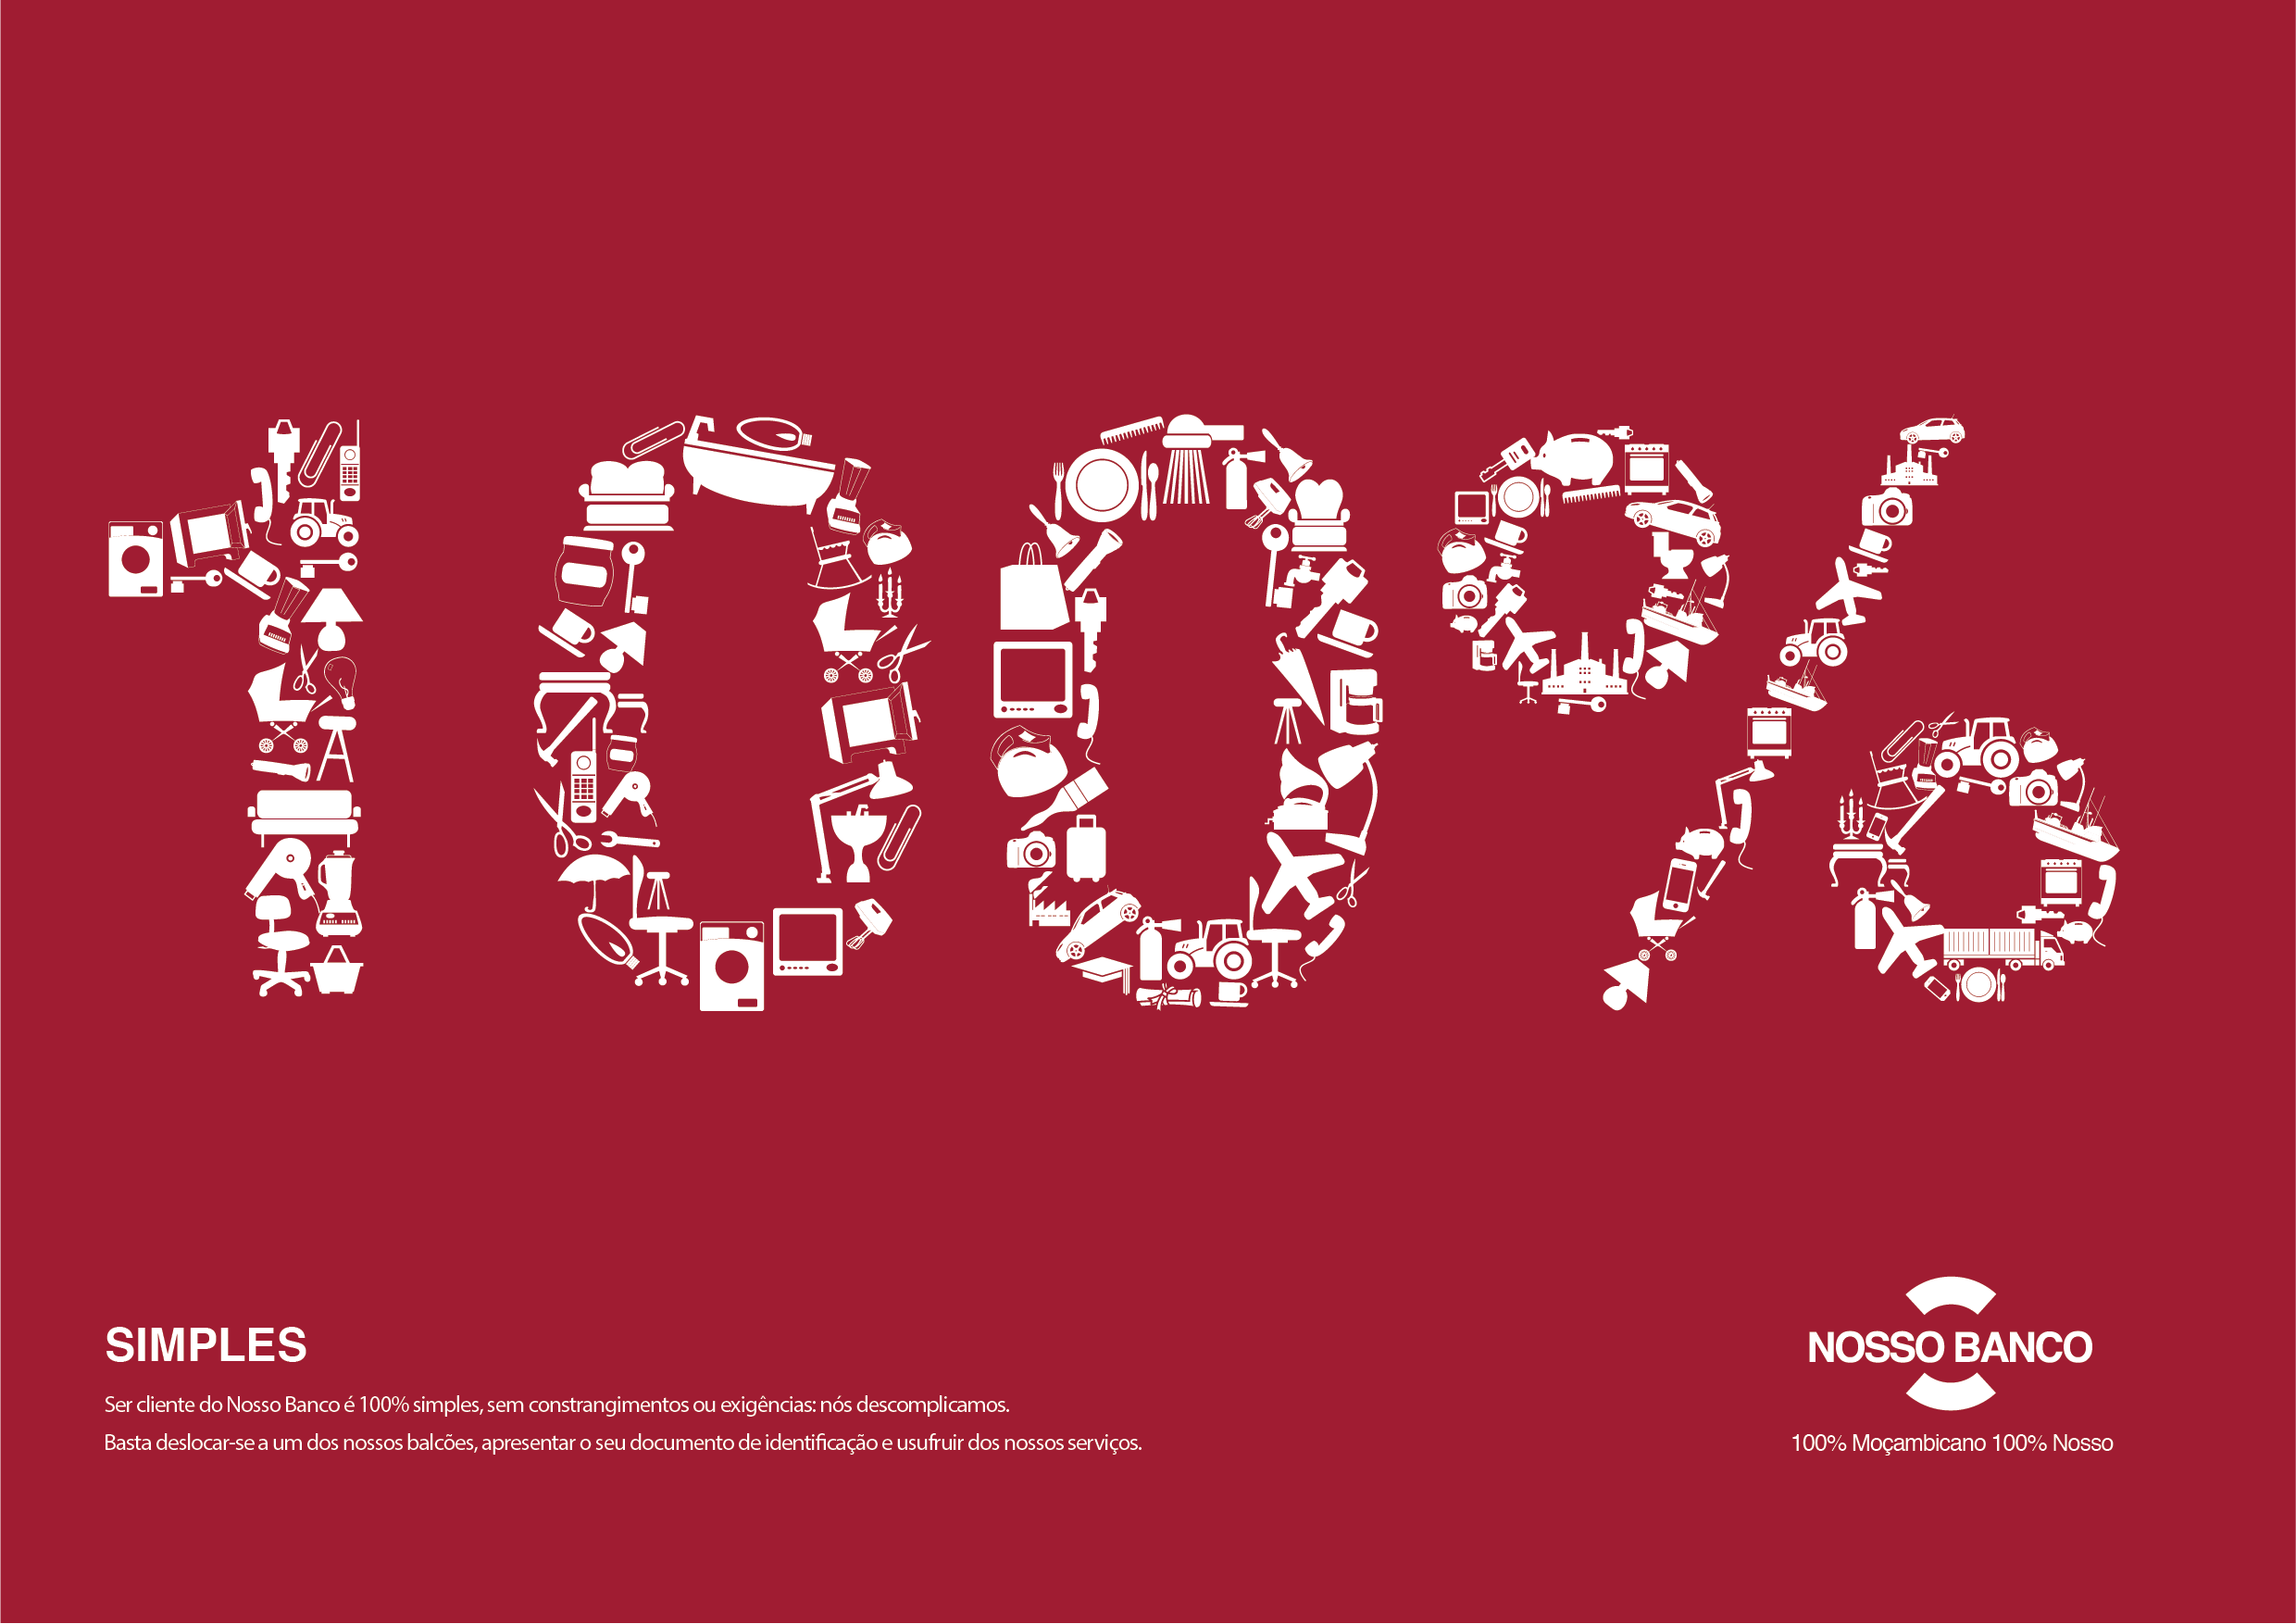 100%
SIMPLES
Ser cliente do Nosso Banco é 100% simples, sem constrangimentos ou exigências: nós descomplicamos.
Basta deslocar-se a um dos nossos balcões, apresentar o seu documento de identificação e usufruir dos nossos serviços.
NOSSO BANCO
100% Moçambicano 100% Nosso